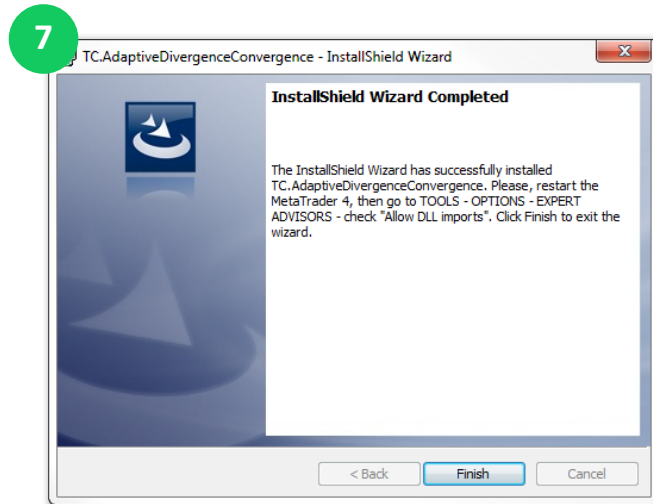 7
TC.AdaptiveDivergenceConvergence - InstallShield Wizard
InstallShield Wizard Completed
The InstallShield Wizard has successfully installed
TC.AdaptiveDivergenceConvergence. Please, restart the
MetaTrader 4, then go to TOOLS - OPTIONS - EXPERT
ADVISORS - check "Allow DLL imports". Click Finish to exit the
wizard.
< Back
Finish
Cancel